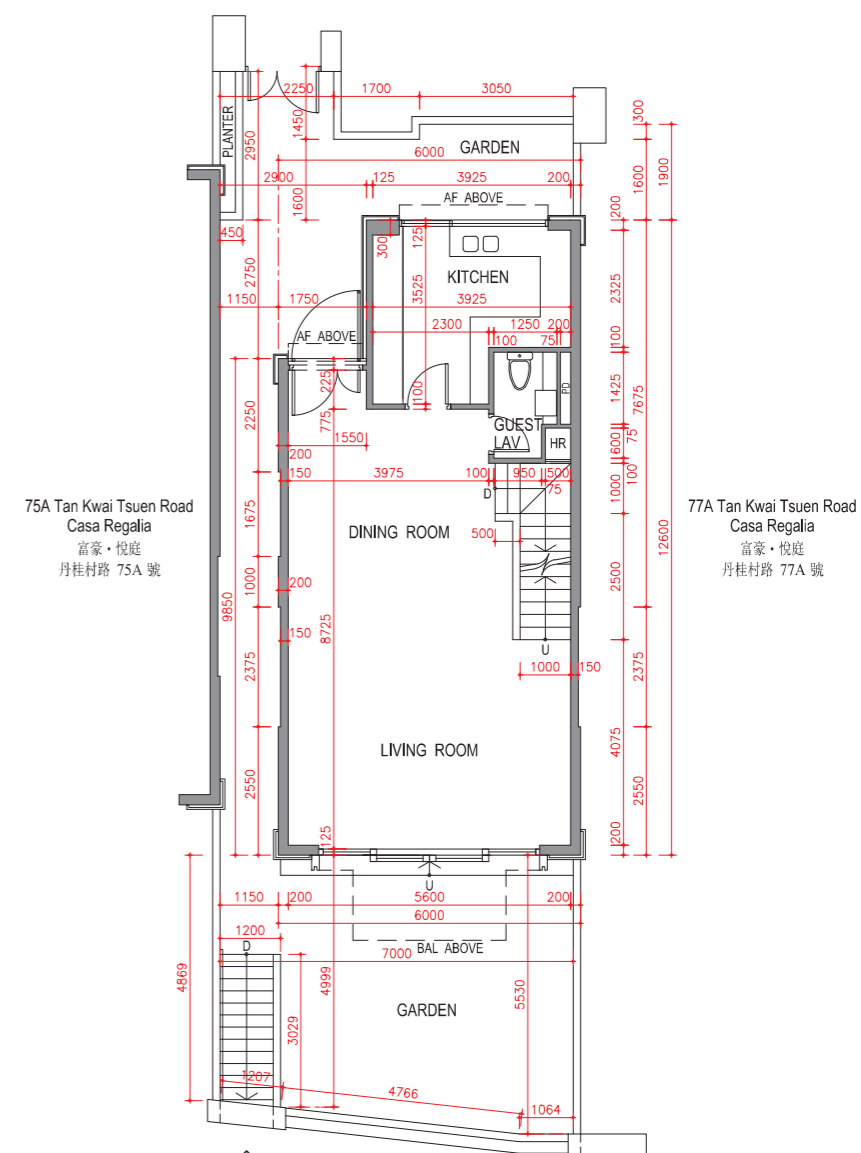 2250 1700 3050
1450
300
PLANTER
2950
GARDEN
6000
1600
1900
2900 125 3925 200
1600
AF ABOVE
200
450
300
125
KITCHEN
2750
3525
2325
1150 1750 3925
2300 1250 200
AF ABOVE
100 75
100
225
100
1425
7675
PD
775
GUEST
LAV
HR
2250
1550
600
75
200
150 3975 100 950 500
75
100
D
1000
75A Tan Kwai Tsuen Road
Casa Regalia
富豪・悅庭
丹桂村路 75A 號
77A Tan Kwai Tsuen Road
Casa Regalia
富豪・悅庭
丹桂村路 77A 號
1675
DINING ROOM
500
12600
1000
2500
200
9850
8725
150
U
2375
1000 150
2375
LIVING ROOM
4075
2550
2550
125
200
U
1150 200 5600 200
6000
1200
D
BAL ABOVE
7000
4869
4999
5530
3029
GARDEN
1207
4766
1064